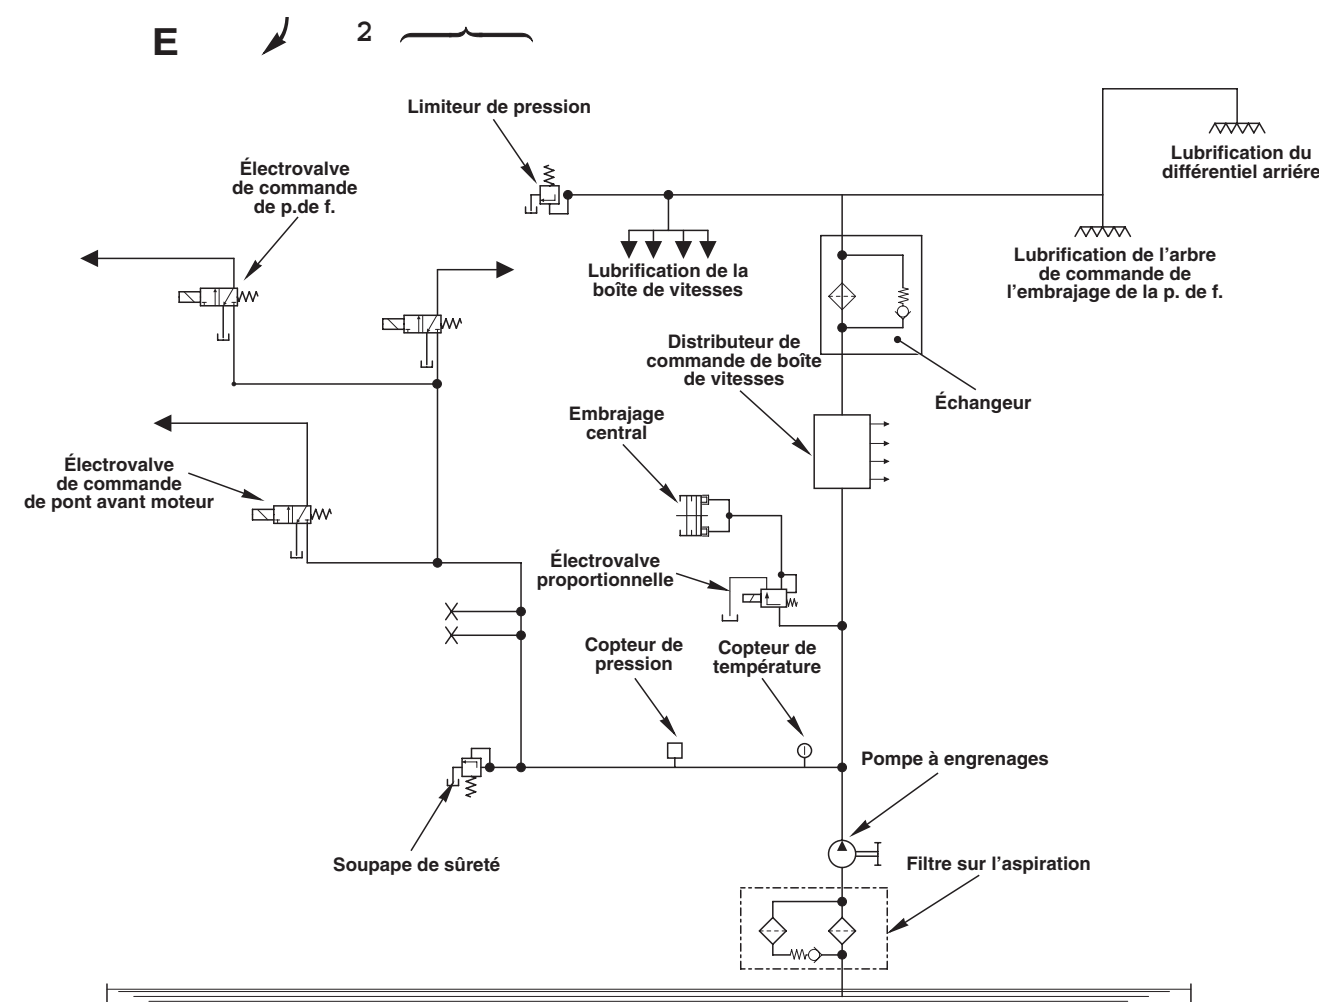 E
2
Limiteur de pression
Électrovalve
de commande
de p.de f.
Lubrification du
différentiel arriére
Lubrification de la
boîte de vitesses
Lubrification de l'arbre
de commande de
l'embrajage de la p. de f.
Distributeur de
commande de boîte
de vitesses
Échangeur
Embrajage
central
Électrovalve
de commande
de pont avant moteur
Électrovalve
proportionnelle
Copteur de
pression
Copteur de
température
Pompe à engrenages
Soupape de sûreté
Filtre sur l'aspiration